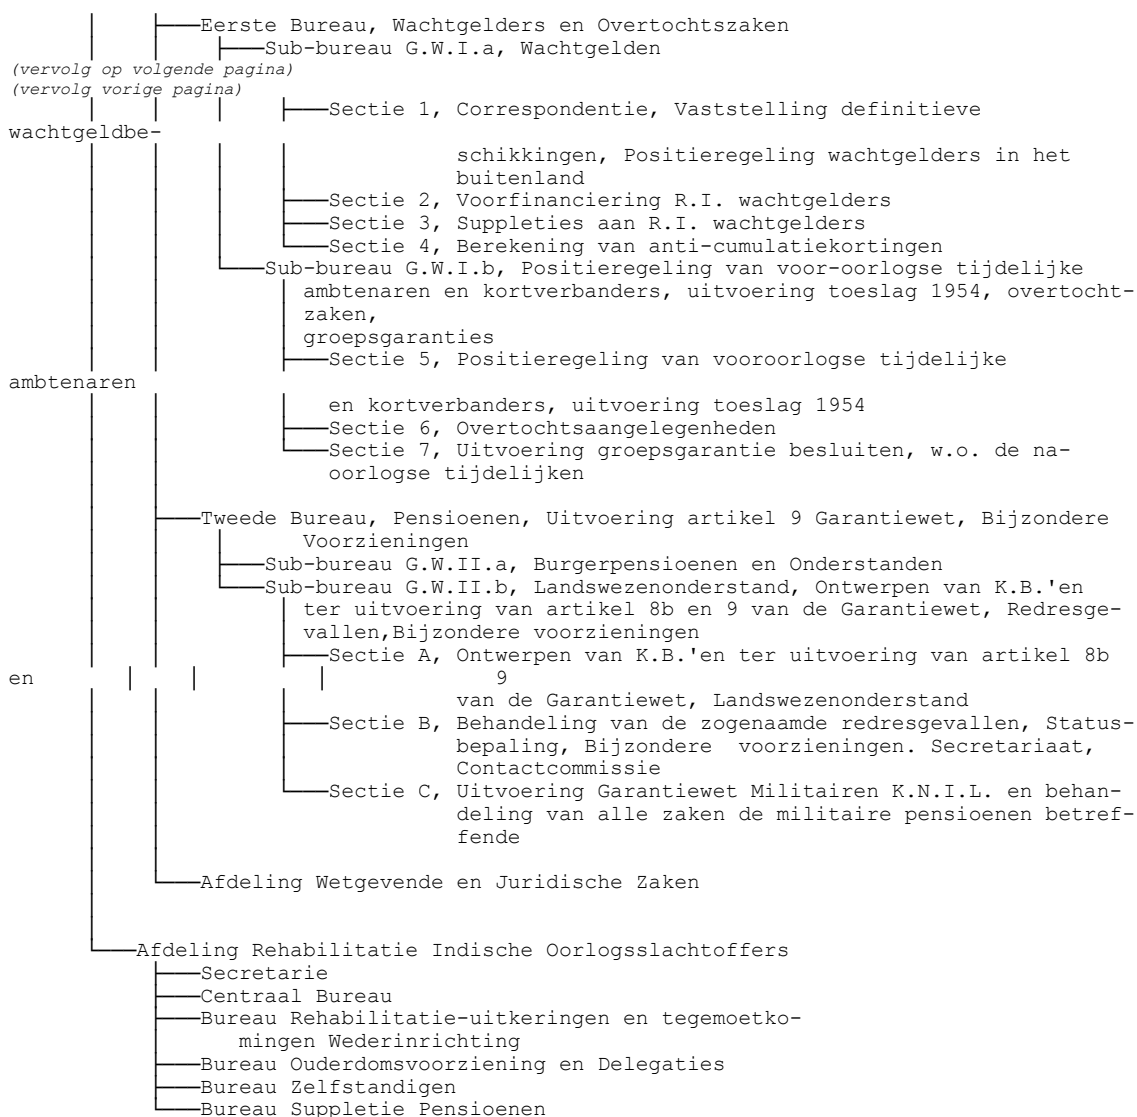 Eerste Bureau, Wachtgelders en Overtochtszaken
Sub-bureau G.W.I.a, Wachtgelden
(vervolg op volgende pagina)
(vervolg vorige pagina)
Sectie 1, Correspondentie, Vaststelling definitieve
wachtgeldbe-
schikkingen, Positieregeling wachtgelders in het
buitenland
Sectie 2, Voorfinanciering R.I. wachtgelders
Sectie 3, Suppleties aan R.I. wachtgelders
Sectie 4, Berekening van anti-cumulatiekortingen
Sub-bureau G.W.I.b, Positieregeling van voor-oorlogse tijdelijke
ambtenaren en kortverbanders, uitvoering toeslag 1954, overtocht-
zaken,
groepsgaranties
Sectie 5, Positieregeling van vooroorlogse tijdelijke
ambtenaren
en kortverbanders, uitvoering toeslag 1954
Sectie 6, Overtochtsaangelegenheden
Sectie 7, Uitvoering groepsgarantie besluiten, w.o. de na-
oorlogse tijdelijken
Tweede Bureau, Pensioenen, Uitvoering artikel 9 Garantiewet, Bijzondere
Voorzieningen
Sub-bureau G.W.II.a, Burgerpensioenen en Onderstanden
Sub-bureau G.W.II.b, Landswezenonderstand, Ontwerpen van K.B.'en
ter uitvoering van artikel 8b en 9 van de Garantiewet, Redresge-
vallen,Bijzondere voorzieningen
Sectie A, Ontwerpen van K.B.'en ter uitvoering van artikel 8b
en 9
van de Garantiewet, Landswezenonderstand
Sectie B, Behandeling van de zogenaamde redresgevallen, Status-
bepaling, Bijzondere voorzieningen. Secretariaat,
Contactcommissie
Sectie C, Uitvoering Garantiewet Militairen K.N.I.L. en behan-
deling van alle zaken de militaire pensioenen betref-
fende
Afdeling Wetgevende en Juridische Zaken
Afdeling Rehabilitatie Indische Oorlogsslachtoffers
Secretarie
Centraal Bureau
Bureau Rehabilitatie-uitkeringen en tegemoetko-
mingen Wederinrichting
Bureau Ouderdomsvoorziening en Delegaties
Bureau Zelfstandigen
Bureau Suppletie Pensioenen